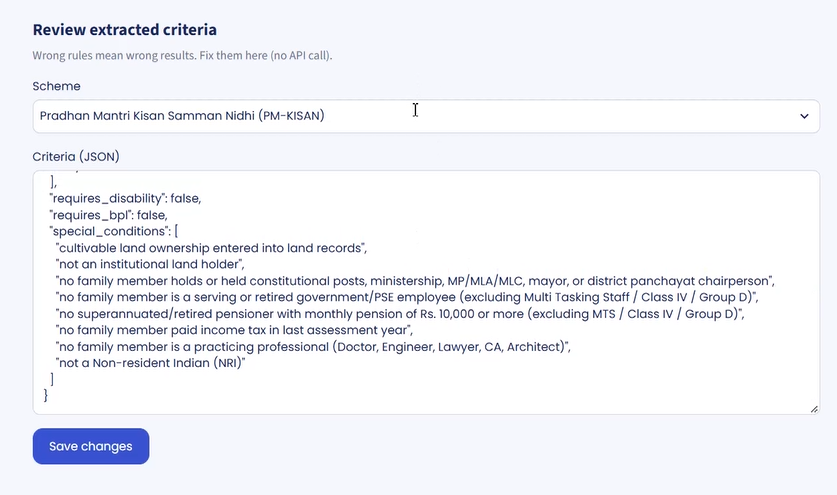 Review extracted criteria
Wrong rules mean wrong results. Fix them here (no API call).
Scheme
Pradhan Mantri Kisan Samman Nidhi (PM-KISAN)
Criteria (JSON)
],
"requires_disability": false,
"requires_bpl": false,
"special_conditions": [
"cultivable land ownership entered into land records",
"not an institutional land holder",
"no family member holds or held constitutional posts, ministership, MP/MLA/MLC, mayor, or district panchayat chairperson",
"no family member is a serving or retired government/PSE employee (excluding Multi Tasking Staff / Class IV / Group D)",
"no superannuated/retired pensioner with monthly pension of Rs. 10,000 or more (excluding MTS / Class IV / Group D)",
"no family member paid income tax in last assessment year",
"no family member is a practicing professional (Doctor, Engineer, Lawyer, CA, Architect)",
"not a Non-resident Indian (NRI)"
]
}
Save changes